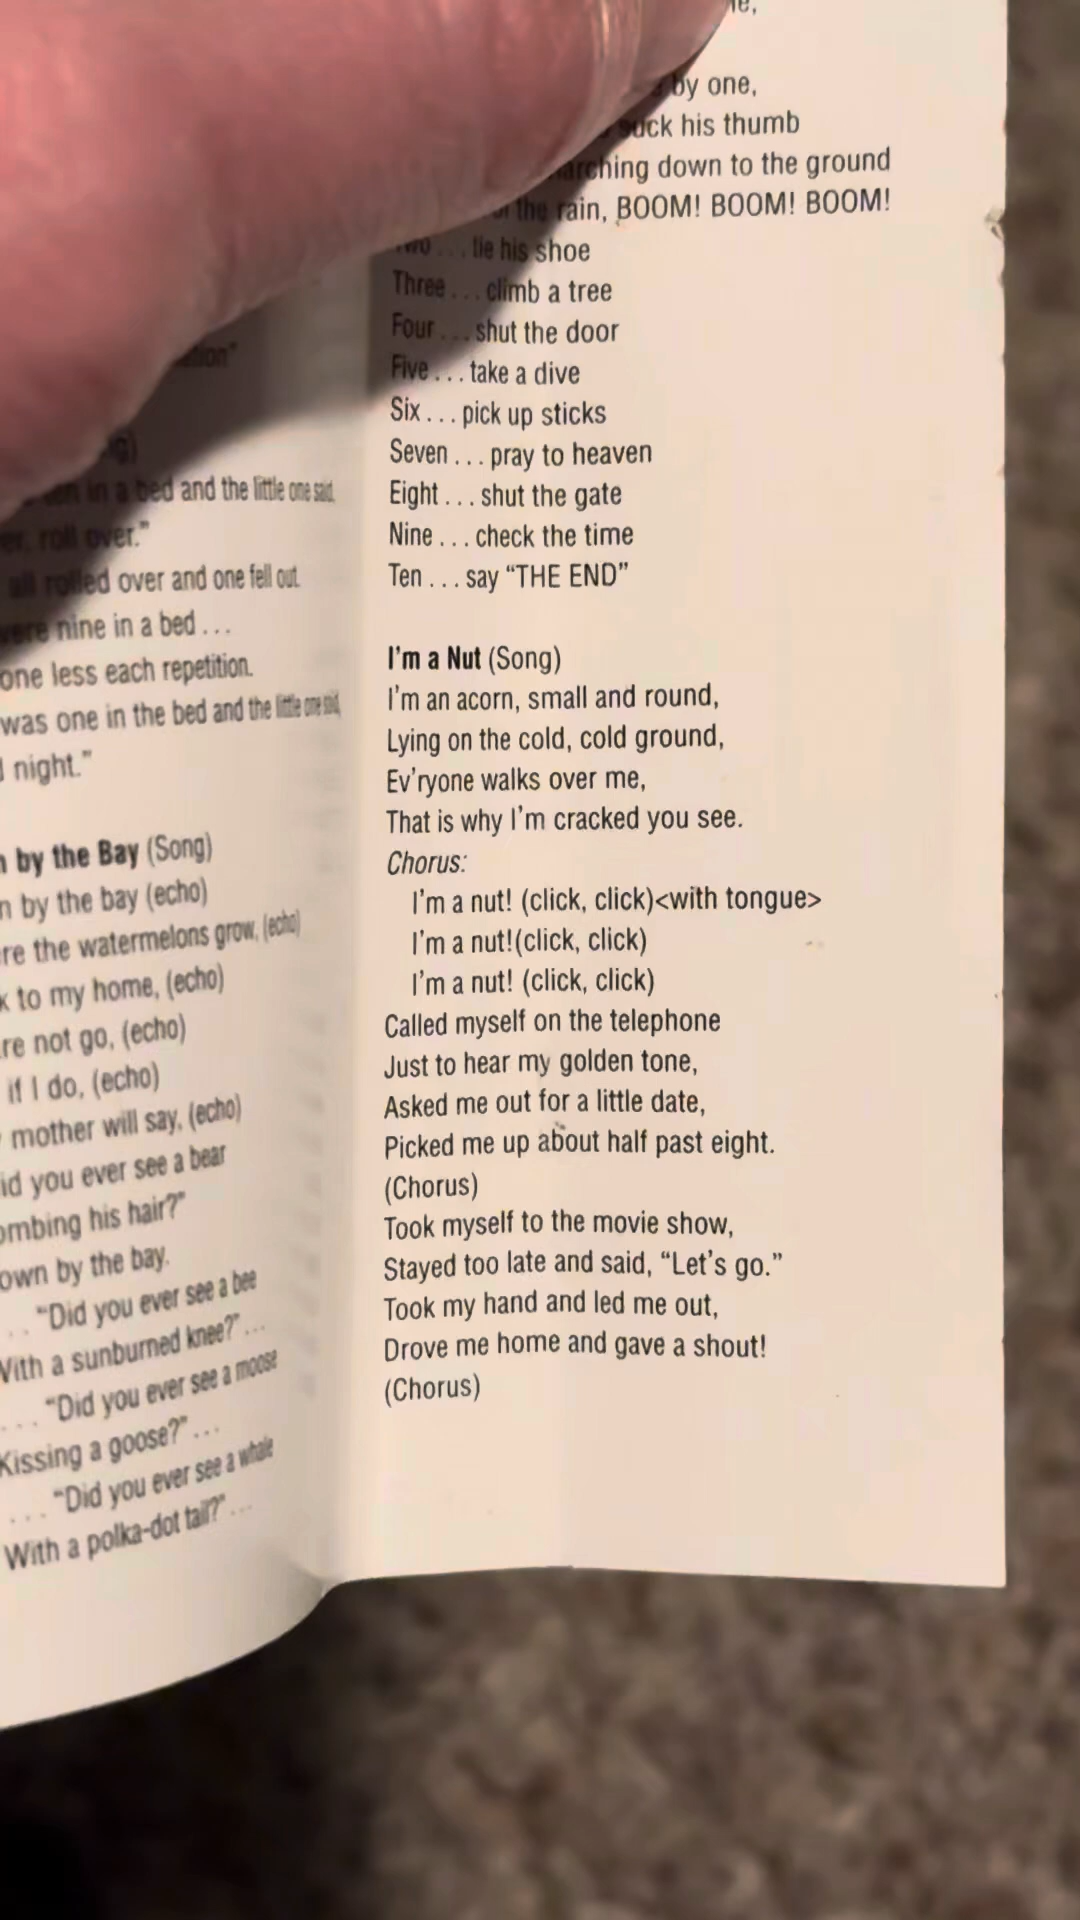 ten in a bed and the little one said,
roll over."
all rolled over and one fell out.
were nine in a bed . . .
one less each repetition.
was one in the bed and the little one said,
night."
by the Bay (Song)
by the bay (echo)
the watermelons grow, (echo)
to my home, (echo)
not go, (echo)
if I do, (echo)
mother will say, (echo)
you ever see a bear
his hair?"
by the bay.
. . "Did you ever see a bee
With a sunburned knee?" . . .
. . . "Did you ever see a moose
Kissing a goose?" . . .
. . . "Did you ever see a whale
With a polka-dot tail?" . . .
by one,
suck his thumb
down to the ground
the rain, BOOM! BOOM! BOOM!
Two . . . tie his shoe
Three . . . climb a tree
Four . . . shut the door
Five . . . take a dive
Six . . . pick up sticks
Seven . . . pray to heaven
Eight . . . shut the gate
Nine . . . check the time
Ten . . . say “THE END”
I'm a Nut (Song)
I'm an acorn, small and round,
Lying on the cold, cold ground,
Ev'ryone walks over me,
That is why I'm cracked you see.
Chorus:
I'm a nut! (click, click)<with tongue>
I'm a nut!(click, click)
I'm a nut! (click, click)
Called myself on the telephone
Just to hear my golden tone,
Asked me out for a little date,
Picked me up about half past eight.
(Chorus)
Took myself to the movie show,
Stayed too late and said, “Let's go.”
Took my hand and led me out,
Drove me home and gave a shout!
(Chorus)